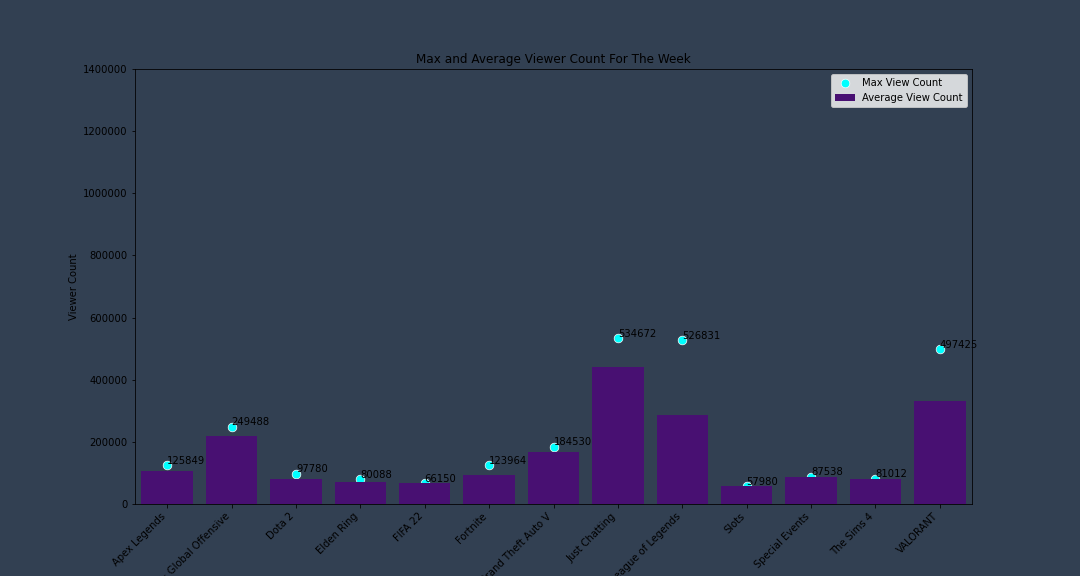 Max and Average Viewer Count For The Week
Max View Count
Average View Count
Viewer Count
1400000
1200000
1000000
800000
600000
400000
200000
0
125849
249488
97780
80088
66150
123964
184530
534672
526831
57980
87538
81012
497425
Apex Legends
Global Offensive
Dota 2
Elden Ring
FIFA 22
Fortnite
Theft Auto V
Just Chatting
of Legends
Slots
Special Events
The Sims 4
VALORANT